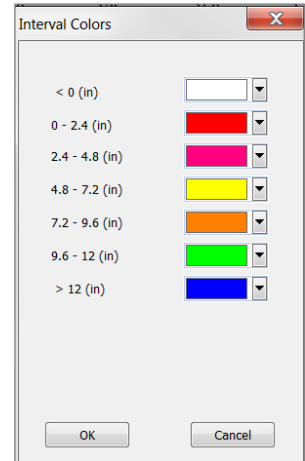 Interval Colors
< 0 (in)
0 - 2.4 (in)
2.4 - 4.8 (in)
4.8 - 7.2 (in)
7.2 - 9.6 (in)
9.6 - 12 (in)
> 12 (in)
OK Cancel